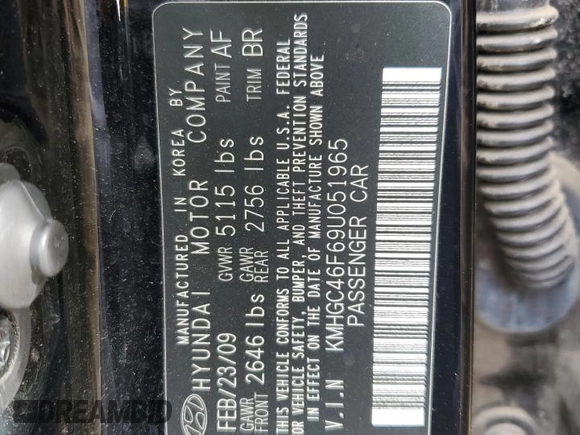 MANUFACTURED IN KOREA BY
HYUNDAI MOTOR COMPANY
FEB/23/09 GVWR 5115 lbs PAINT AF
GAWR FRONT 2646 lbs GAWR REAR 2756 lbs TRIM BR
THIS VEHICLE CONFORMS TO ALL APPLICABLE U.S.A. FEDERAL
MOTOR VEHICLE SAFETY, BUMPER, AND THEFT PREVENTION STANDARDS
IN EFFECT ON THE DATE OF MANUFACTURE SHOWN ABOVE
V.I.N KMHGC46F69U051965
PASSENGER CAR
DREAMBID